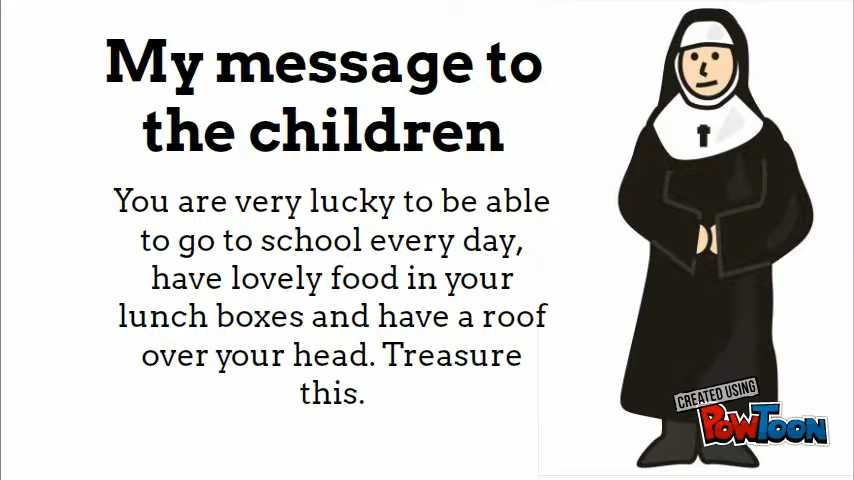 My message to
the children
You are very lucky to be able
to go to school every day,
have lovely food in your
lunch boxes and have a roof
over your head. Treasure
this.
CREATED USING
POWTOON